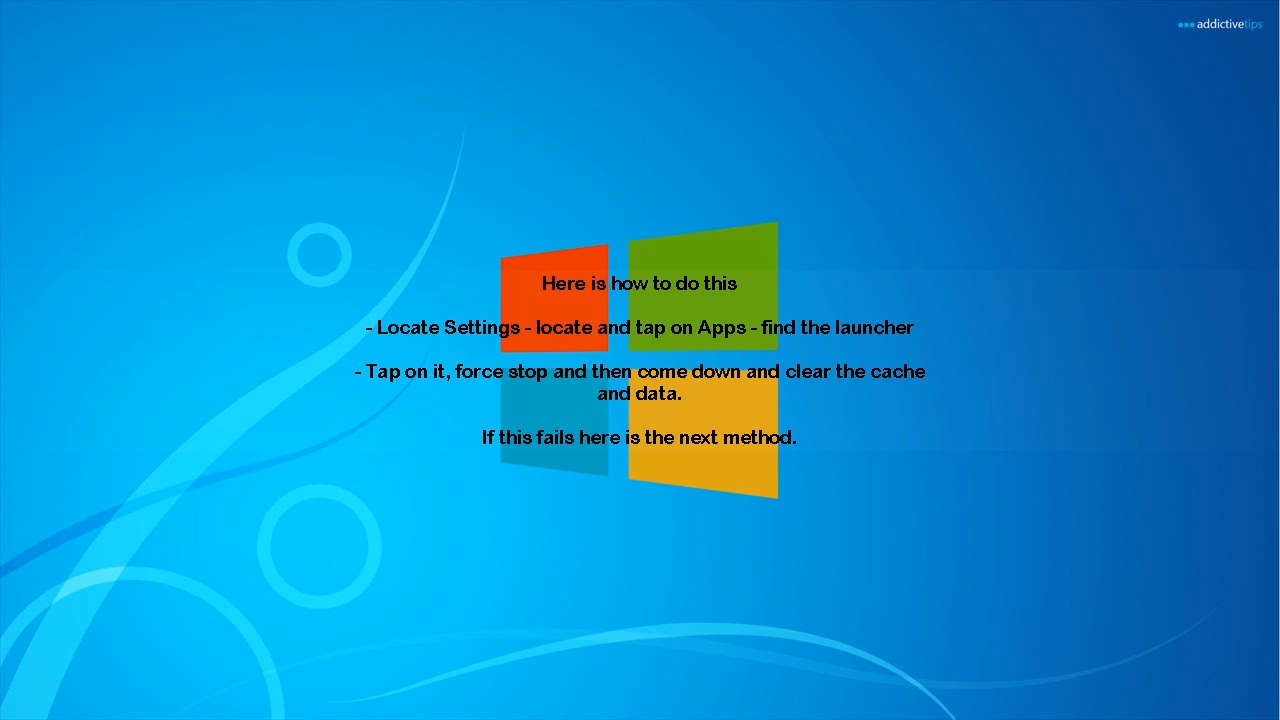 addictivetips
Here is how to do this
- Locate Settings - locate and tap on Apps - find the launcher
- Tap on it, force stop and then come down and clear the cache
and data.
If this fails here is the next method.